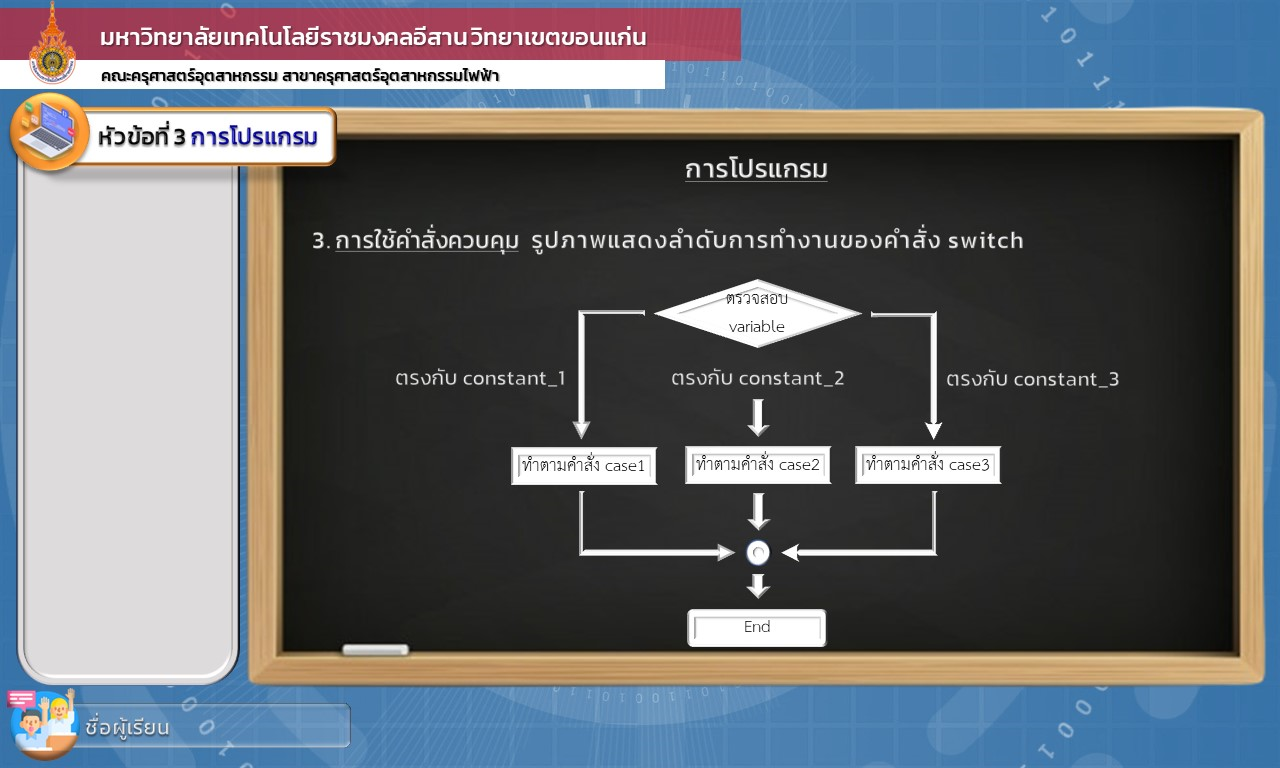 มหาวิทยาลัยเทคโนโลยีราชมงคลอีสาน วิทยาเขตขอนแก่น
คณะครุศาสตร์อุตสาหกรรม สาขาครุศาสตร์อุตสาหกรรมไฟฟ้า
หัวข้อที่ 3 การโปรแกรม
การโปรแกรม
3. การใช้คำสั่งควบคุม รูปภาพแสดงลำดับการทำงานของคำสั่ง switch
ตรวจสอบ
variable
ตรงกับ constant_1
ตรงกับ constant_2
ตรงกับ constant_3
ทำตามคำสั่ง case1
ทำตามคำสั่ง case2
ทำตามคำสั่ง case3
End
ชื่อผู้เรียน